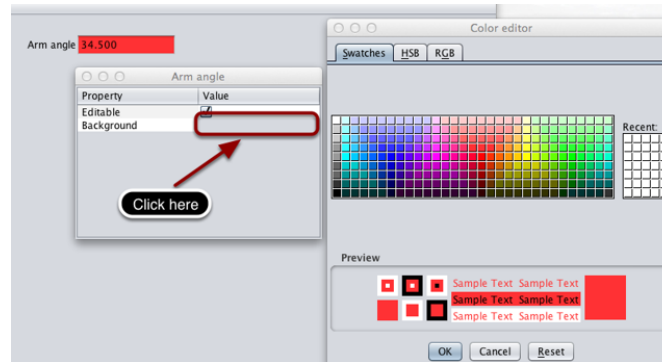 Arm angle 34.500
Arm angle
Property Value
Editable
Background
Click here
Color editor
Swatches HSB RGB
Recent:
Preview
Sample Text Sample Text
Sample Text Sample Text
Sample Text Sample Text
OK Cancel Reset